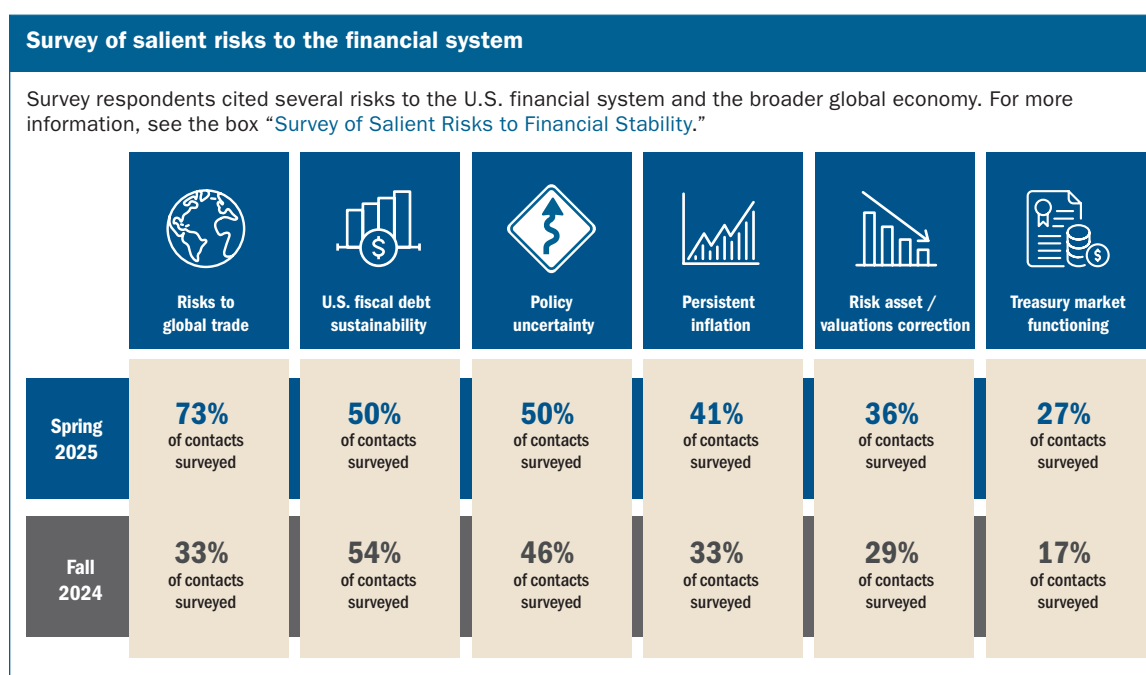 Survey of salient risks to the financial system
Survey respondents cited several risks to the U.S. financial system and the broader global economy. For more
information, see the box “Survey of Salient Risks to Financial Stability.”
Risks to
global trade
$
U.S. fiscal debt
sustainability
Policy
uncertainty
Persistent
inflation
Risk asset /
valuations correction
$
Treasury market
functioning
Spring
2025
73%
of contacts
surveyed
50%
of contacts
surveyed
50%
of contacts
surveyed
41%
of contacts
surveyed
36%
of contacts
surveyed
27%
of contacts
surveyed
Fall
2024
33%
of contacts
surveyed
54%
of contacts
surveyed
46%
of contacts
surveyed
33%
of contacts
surveyed
29%
of contacts
surveyed
17%
of contacts
surveyed